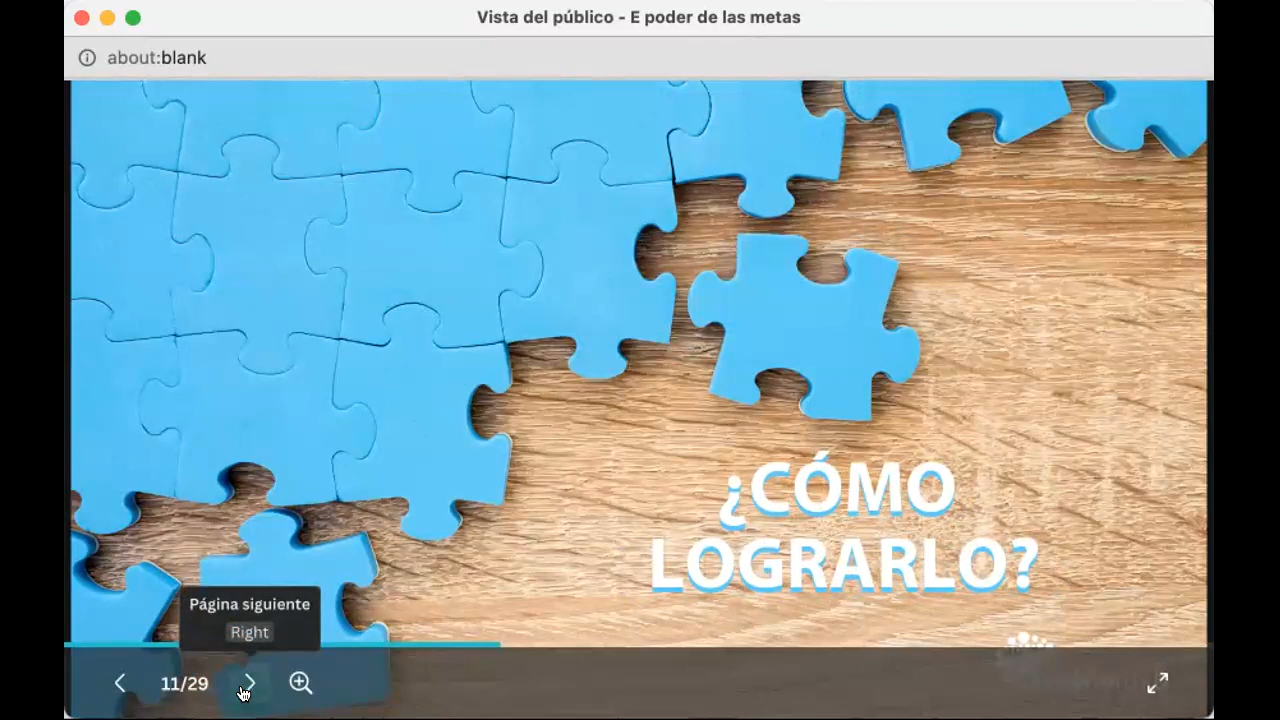 Vista del público - E poder de las metas
about:blank
¿CÓMO
LOGRARLO?
Página siguiente
Right
11/29